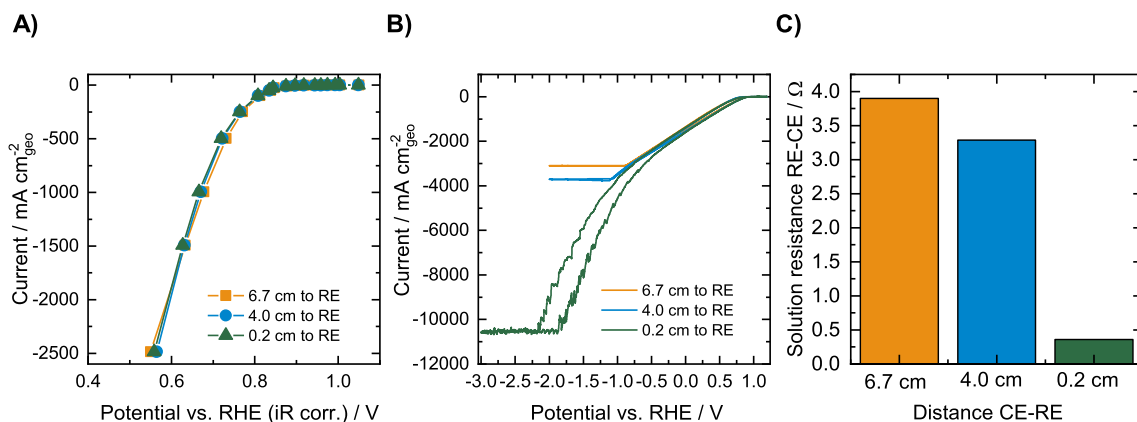 A)
B)
C)
0
-500
-1000
-1500
-2000
-2500
0.4 0.6 0.8 1.0
Current / mA cm⁻²geo
Potential vs. RHE (iR corr.) / V
6.7 cm to RE
4.0 cm to RE
0.2 cm to RE
0
-2000
-4000
-6000
-8000
-10000
-12000
-3.0 -2.5 -2.0 -1.5 -1.0 -0.5 0.0 0.5 1.0
Current / mA cm⁻²geo
Potential vs. RHE / V
6.7 cm to RE
4.0 cm to RE
0.2 cm to RE
4.0
3.5
3.0
2.5
2.0
1.5
1.0
0.5
0.0
Solution resistance RE-CE / Ω
6.7 cm 4.0 cm 0.2 cm
Distance CE-RE